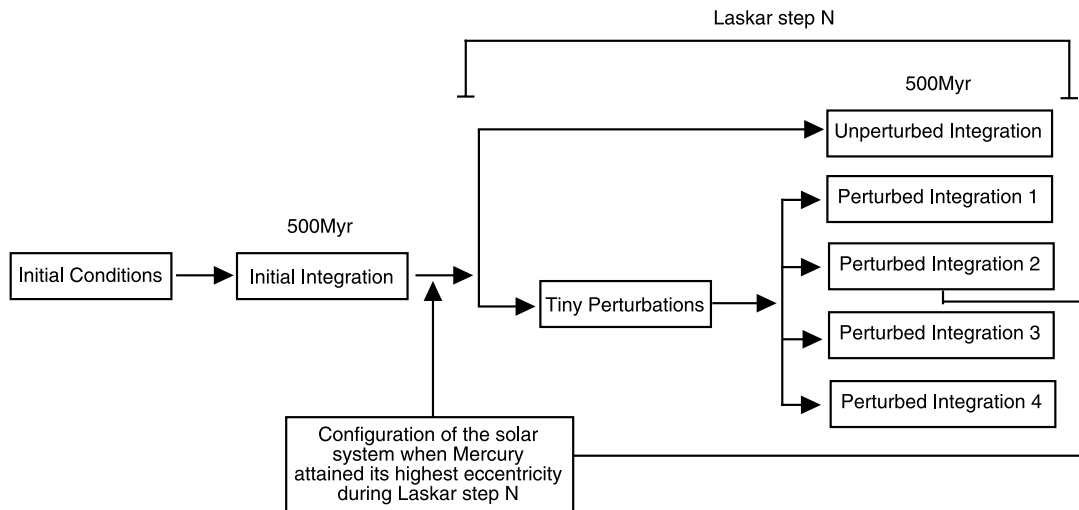 Laskar step N
500Myr
Unperturbed Integration
Perturbed Integration 1
500Myr
Initial Conditions
Initial Integration
Perturbed Integration 2
Tiny Perturbations
Perturbed Integration 3
Perturbed Integration 4
Configuration of the solar
system when Mercury
attained its highest eccentricity
during Laskar step N